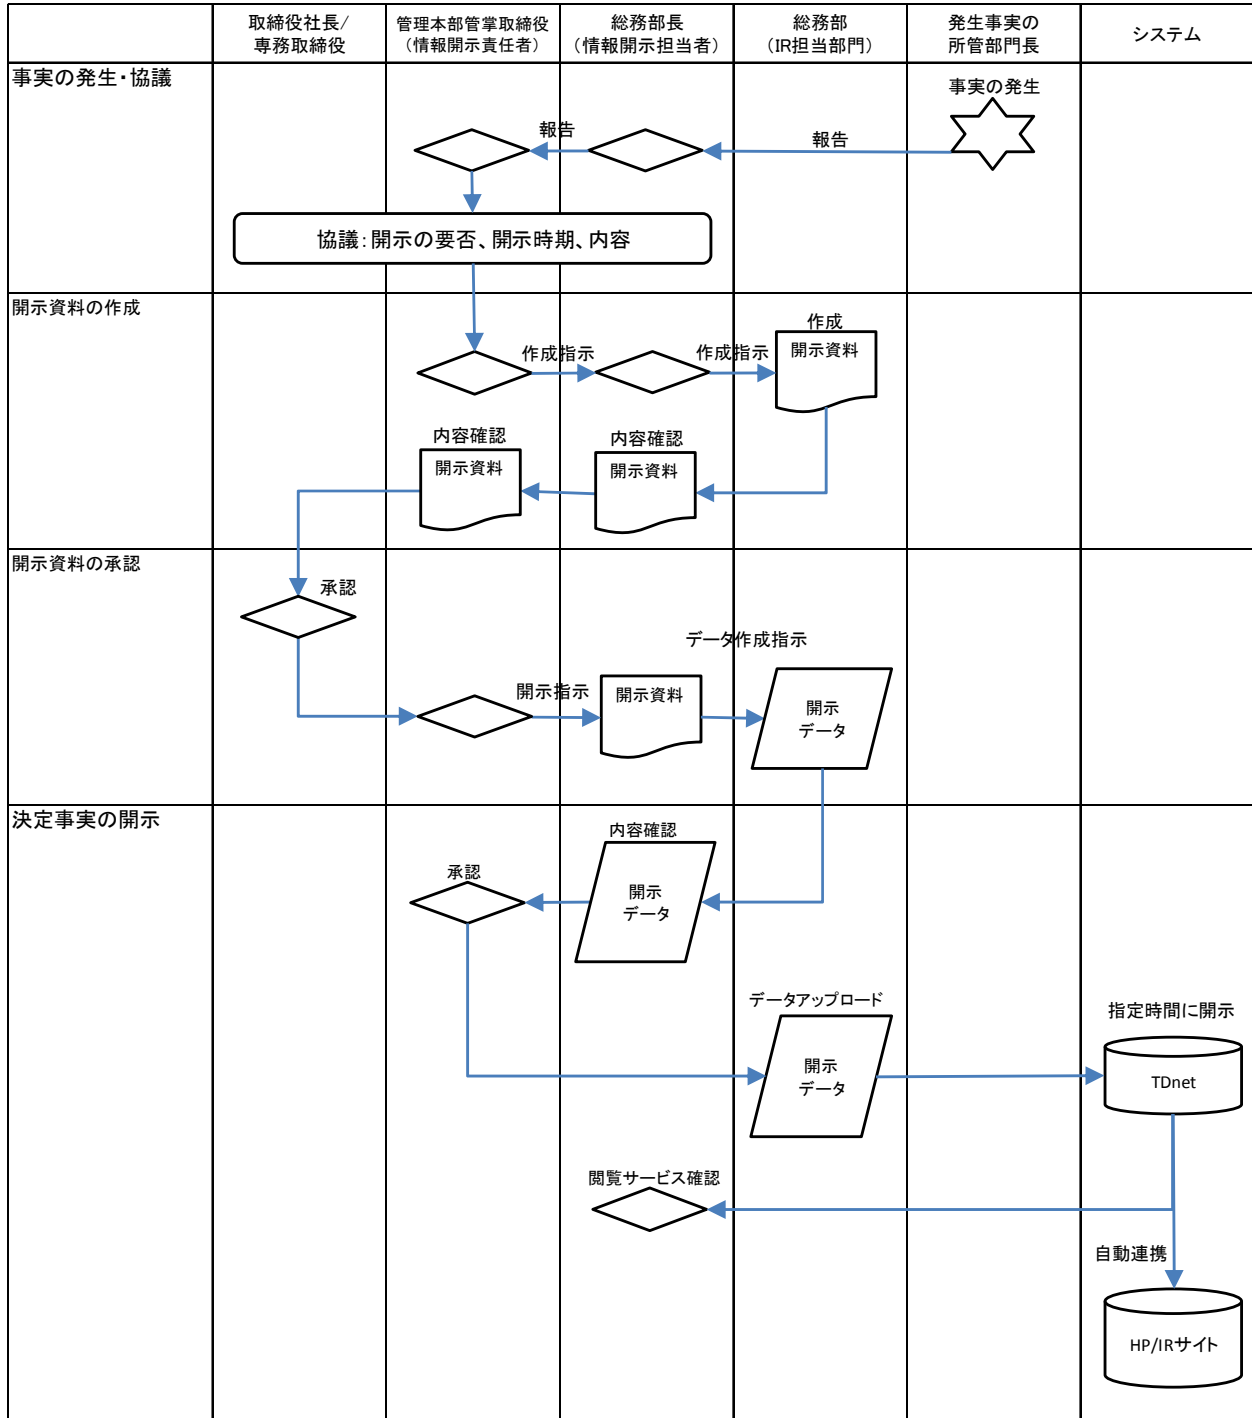 取締役社長/
専務取締役
管理本部管掌取締役
（情報開示責任者）
総務部長
（情報開示担当者）
総務部
（IR担当部門）
発生事実の
所管部門長
システム
事実の発生・協議
事実の発生
報告
報告
協議：開示の要否、開示時期、内容
開示資料の作成
作成
作成指示
作成指示
開示資料
内容確認
内容確認
開示資料
開示資料
開示資料の承認
承認
データ作成指示
開示指示
開示資料
開示
データ
決定事実の開示
内容確認
承認
開示
データ
データアップロード
指定時間に開示
開示
データ
TDnet
閲覧サービス確認
自動連携
HP/IRサイト